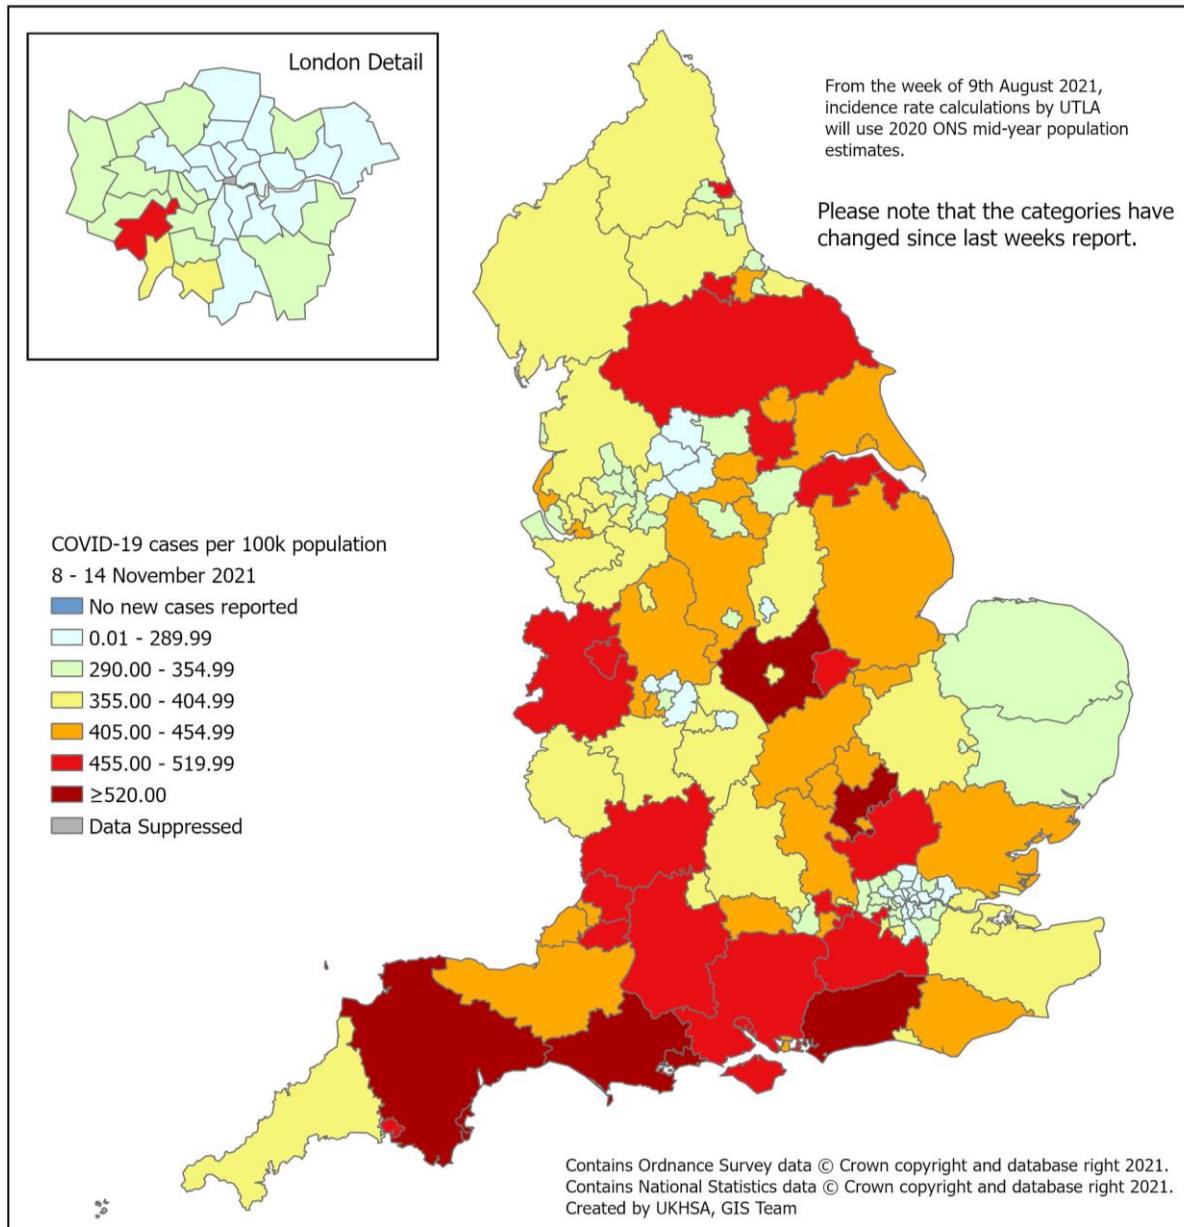 London Detail
From the week of 9th August 2021,
incidence rate calculations by UTLA
will use 2020 ONS mid-year population
estimates.
Please note that the categories have
changed since last weeks report.
COVID-19 cases per 100k population
8 - 14 November 2021
No new cases reported
0.01 - 289.99
290.00 - 354.99
355.00 - 404.99
405.00 - 454.99
455.00 - 519.99
≥520.00
Data Suppressed
Contains Ordnance Survey data © Crown copyright and database right 2021.
Contains National Statistics data © Crown copyright and database right 2021.
Created by UKHSA, GIS Team